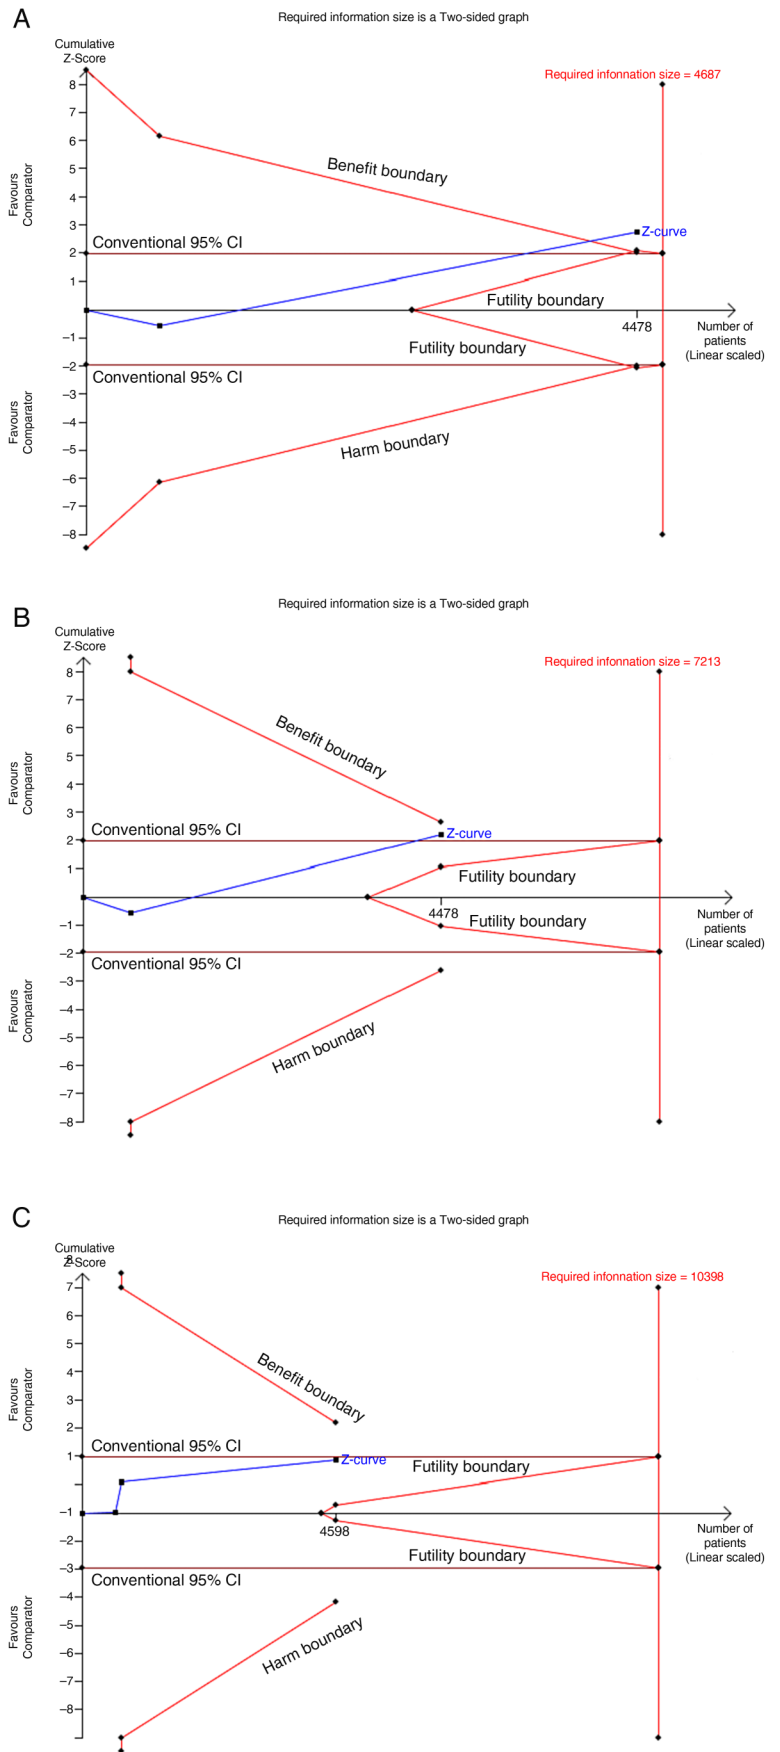 A
Required information size is a Two-sided graph
Cumulative
Z-Score
Required infonnation size = 4687
8
7
6
5
4
3
2
1
−1
−2
−3
−4
−5
−6
−7
−8
Favours
Comparator
Favours
Comparator
Benefit boundary
Z-curve
Conventional 95% CI
Futility boundary
4478
Number of
patients
(Linear scaled)
Futility boundary
Conventional 95% CI
Harm boundary
B
Required information size is a Two-sided graph
Cumulative
Z-Score
Required infonnation size = 7213
8
7
6
5
4
3
2
1
−1
−2
−3
−4
−5
−6
−7
−8
Favours
Comparator
Favours
Comparator
Benefit boundary
Conventional 95% CI
Z-curve
Futility boundary
4478
Futility boundary
Number of
patients
(Linear scaled)
Conventional 95% CI
Harm boundary
C
Required information size is a Two-sided graph
Cumulative
Z-Score
Required infonnation size = 10398
8
7
6
5
4
3
2
1
−1
−2
−3
−4
−5
−6
−7
−8
Favours
Comparator
Favours
Comparator
Benefit boundary
Conventional 95% CI
Z-curve
Futility boundary
4598
Number of
patients
(Linear scaled)
Futility boundary
Conventional 95% CI
Harm boundary